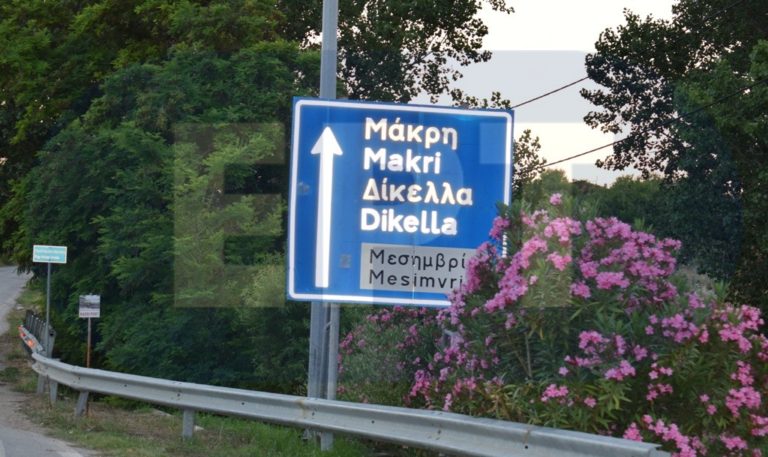 Μάκρη
Makri
Δίκελλα
Dikella
Μεσημβρί
Mesimvri